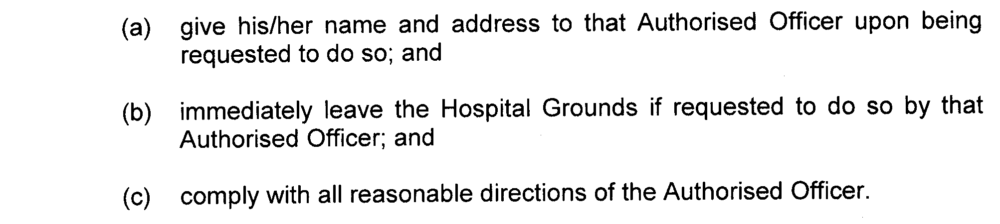 (a) give his/her name and address to that Authorised Officer upon being
requested to do so; and
(b) immediately leave the Hospital Grounds if requested to do so by that
Authorised Officer; and
(c) comply with all reasonable directions of the Authorised Officer.